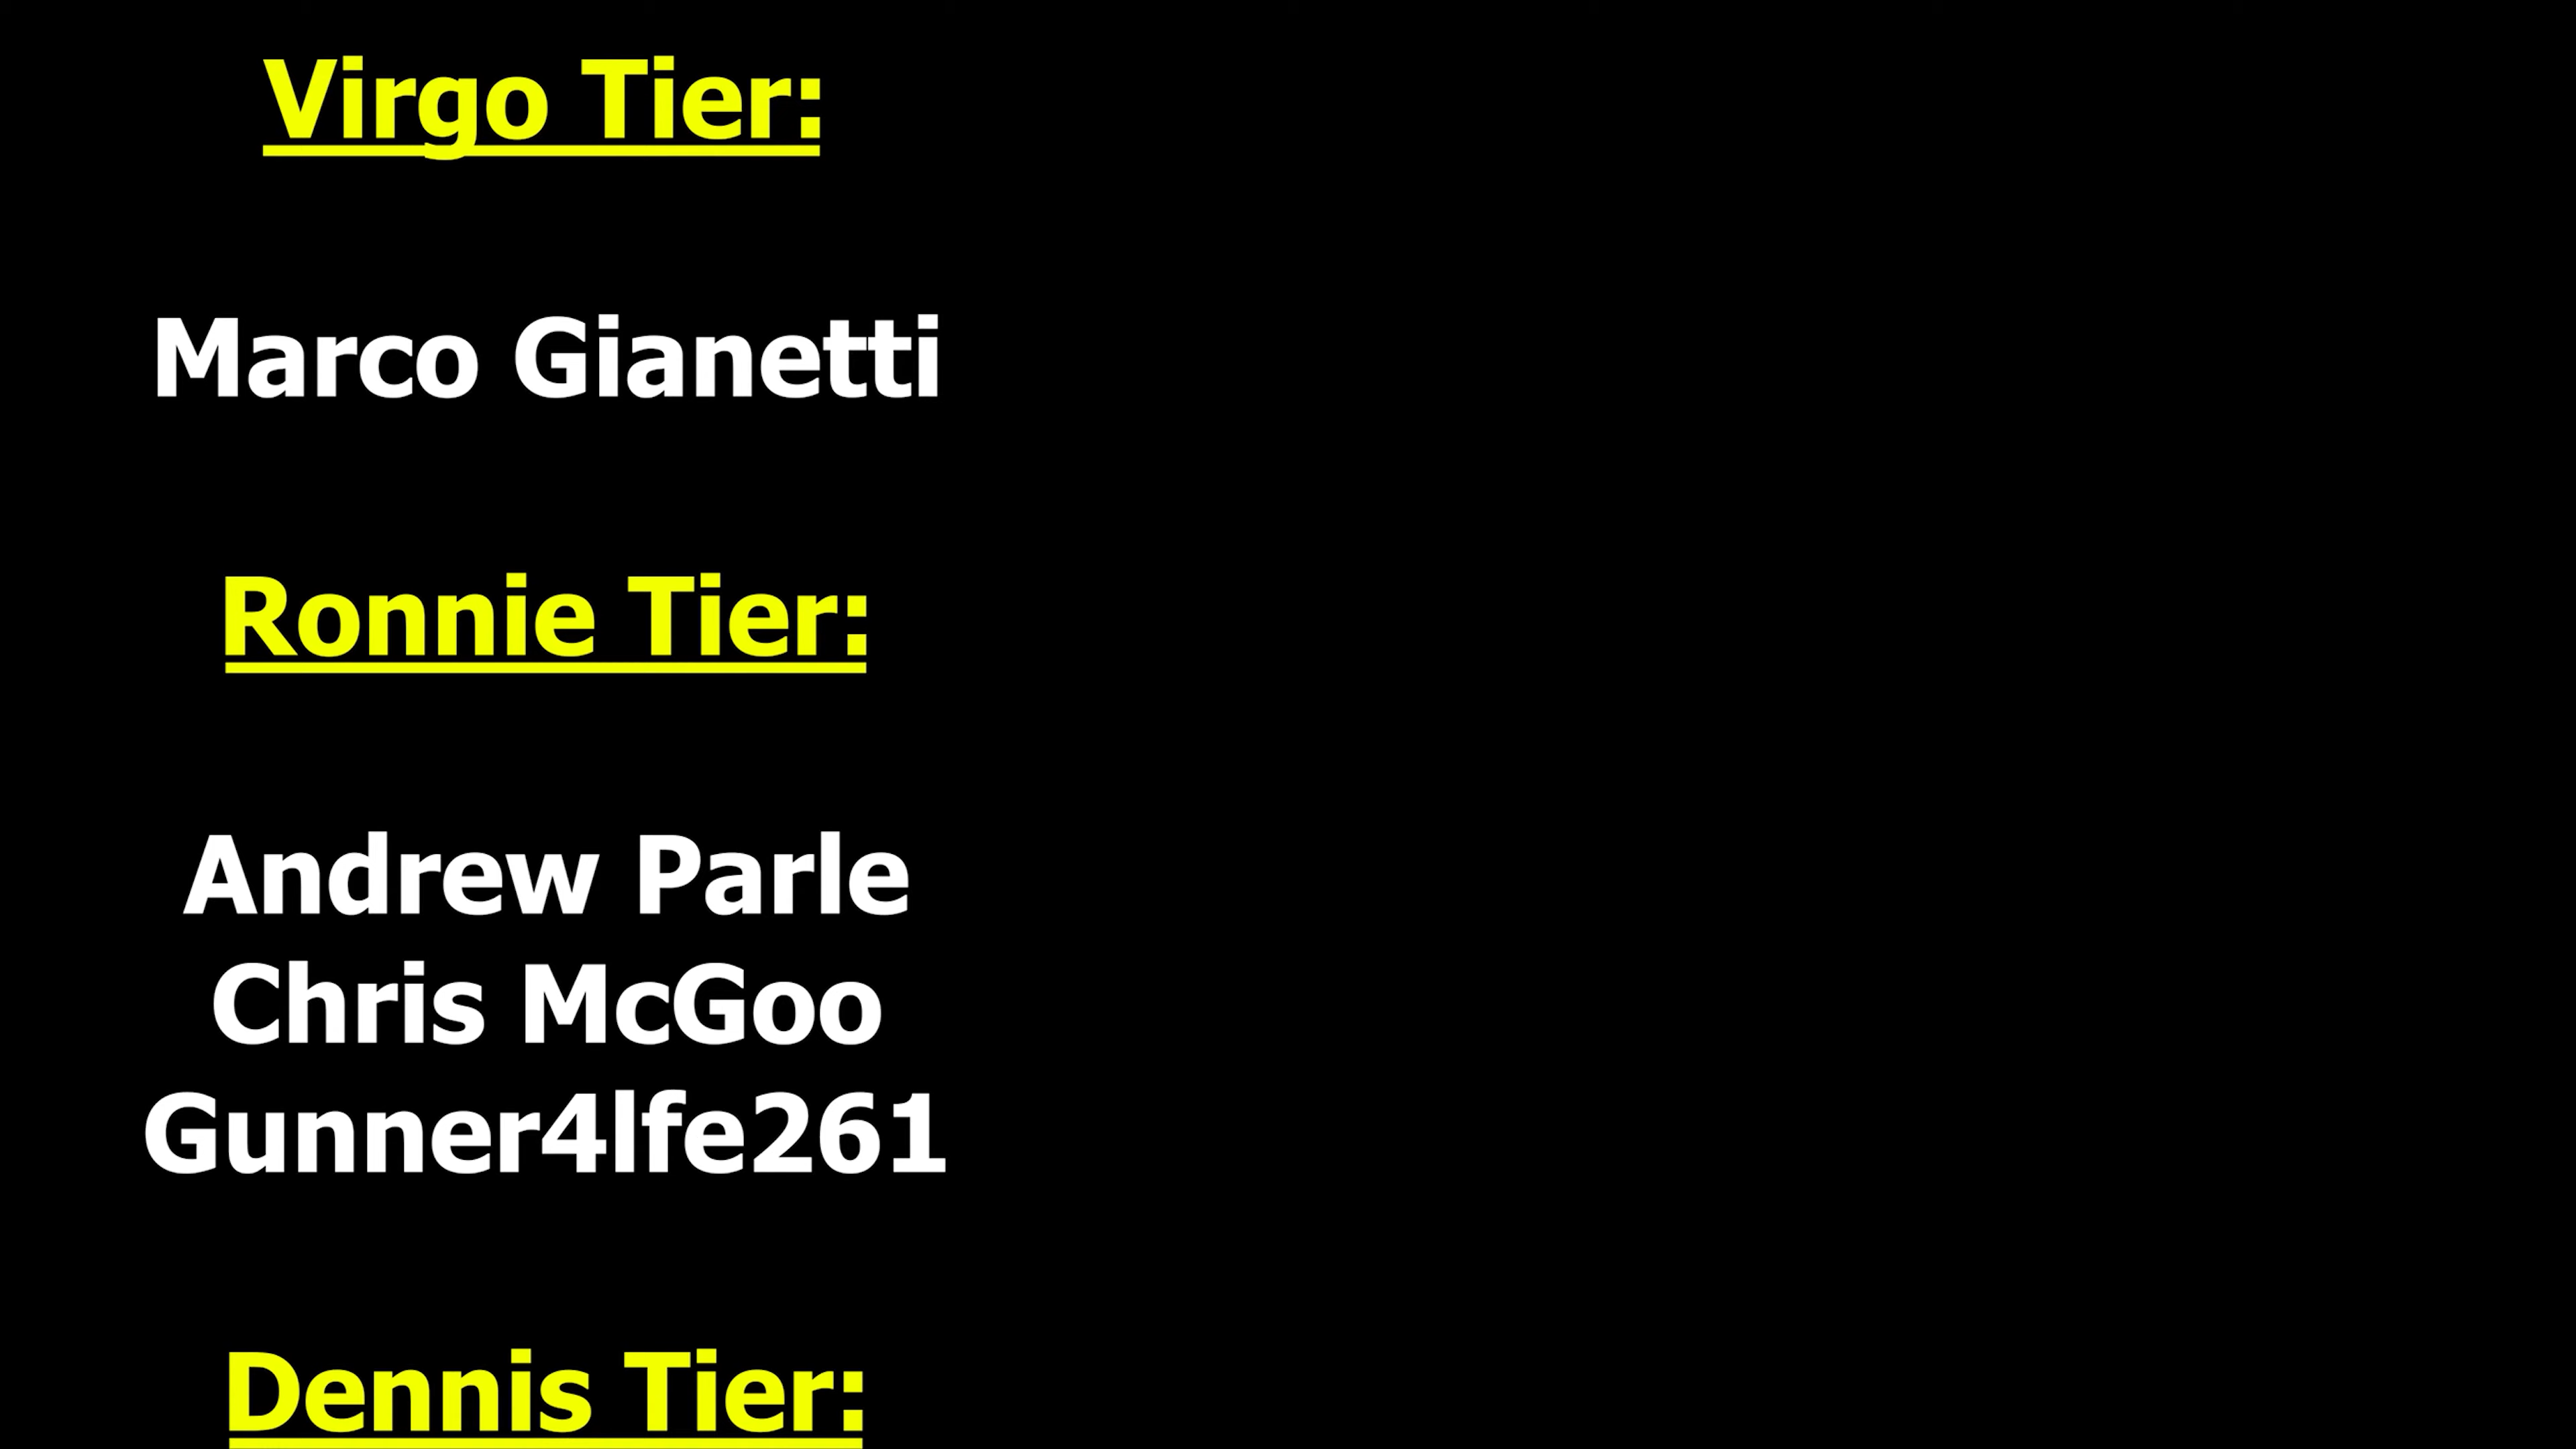 Virgo Tier:
Marco Gianetti
Ronnie Tier:
Andrew Parle
Chris McGoo
Gunner4lfe261
Dennis Tier: